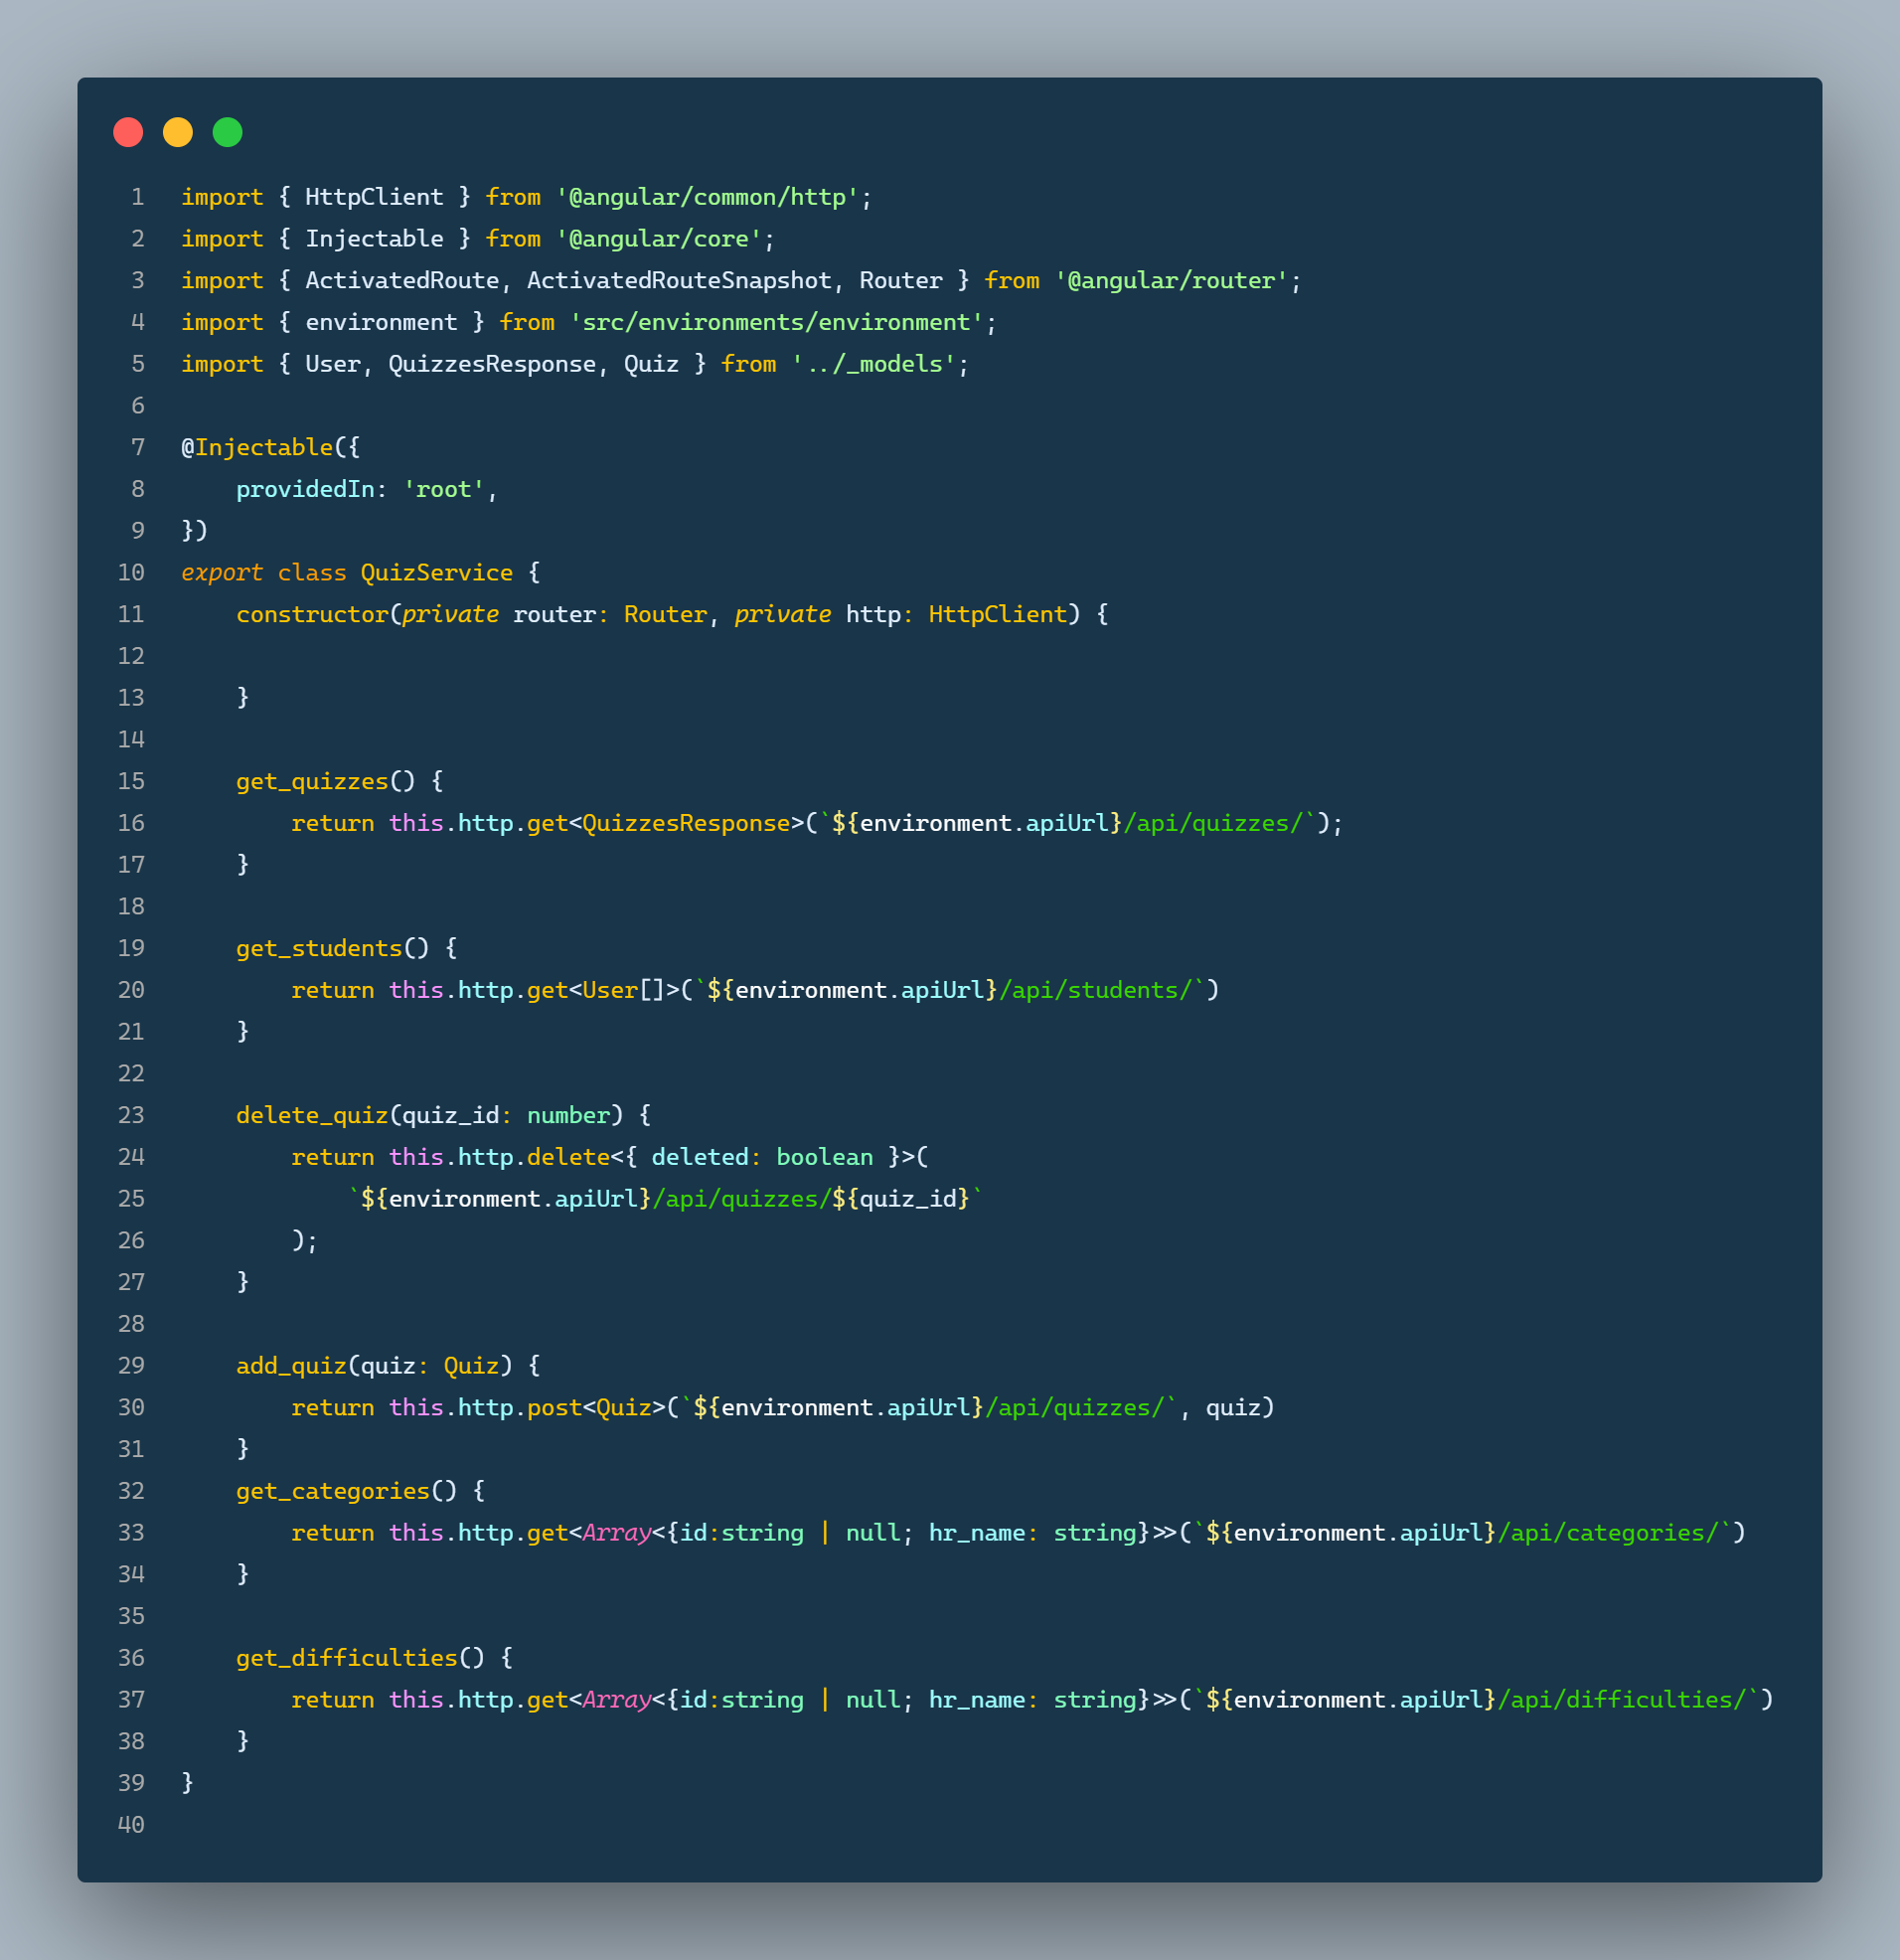 1 import { HttpClient } from '@angular/common/http';
2 import { Injectable } from '@angular/core';
3 import { ActivatedRoute, ActivatedRouteSnapshot, Router } from '@angular/router';
4 import { environment } from 'src/environments/environment';
5 import { User, QuizzesResponse, Quiz } from '../_models';
6
7 @Injectable({
8     providedIn: 'root',
9 })
10 export class QuizService {
11     constructor(private router: Router, private http: HttpClient) {
12
13     }
14
15     get_quizzes() {
16         return this.http.get<QuizzesResponse>(`${environment.apiUrl}/api/quizzes/`);
17     }
18
19     get_students() {
20         return this.http.get<User[]>(`${environment.apiUrl}/api/students/`)
21     }
22
23     delete_quiz(quiz_id: number) {
24         return this.http.delete<{ deleted: boolean }>(
25             `${environment.apiUrl}/api/quizzes/${quiz_id}`
26         );
27     }
28
29     add_quiz(quiz: Quiz) {
30         return this.http.post<Quiz>(`${environment.apiUrl}/api/quizzes/`, quiz)
31     }
32     get_categories() {
33         return this.http.get<Array<{id:string | null; hr_name: string}>>(`${environment.apiUrl}/api/categories/`)
34     }
35
36     get_difficulties() {
37         return this.http.get<Array<{id:string | null; hr_name: string}>>(`${environment.apiUrl}/api/difficulties/`)
38     }
39 }
40